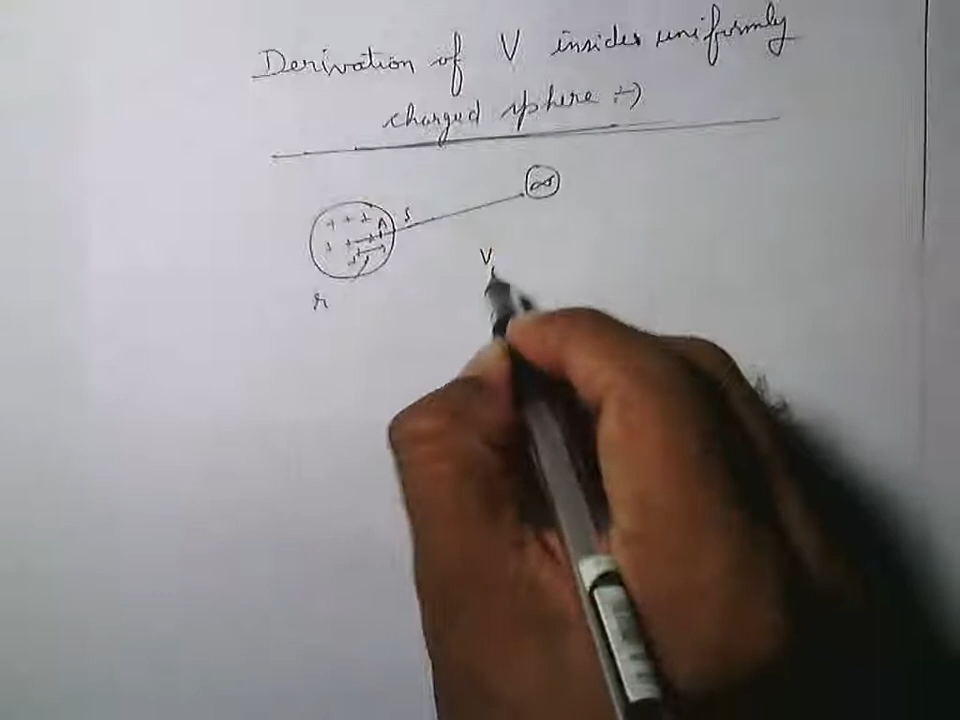 Derivation of V insides uniformly
charged sphere :-)
∞
+ + + A S
+ + +
r
V